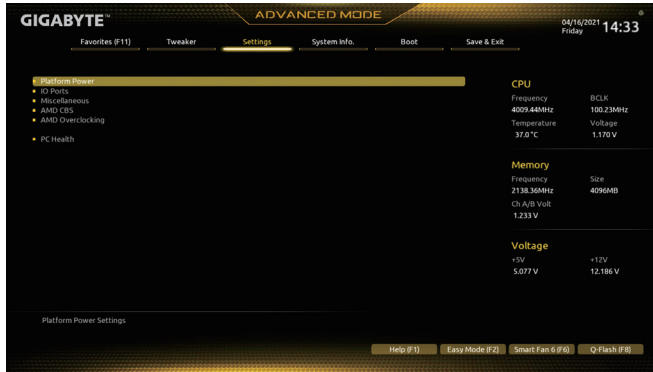 GIGABYTE™
ADVANCED MODE
04/16/2021
Friday
14:33
Favorites (F11) Tweaker Settings System Info. Boot Save & Exit
Platform Power
IO Ports
Miscellaneous
AMD CBS
AMD Overclocking
PC Health
CPU
Frequency BCLK
4009.44MHz 100.23MHz
Temperature Voltage
37.0 °C 1.170 V
Memory
Frequency Size
2138.36MHz 4096MB
Ch A/B Volt
1.233 V
Voltage
+5V +12V
5.077 V 12.186 V
Platform Power Settings
Help (F1) Easy Mode (F2) Smart Fan 6 (F6) Q-Flash (F8)